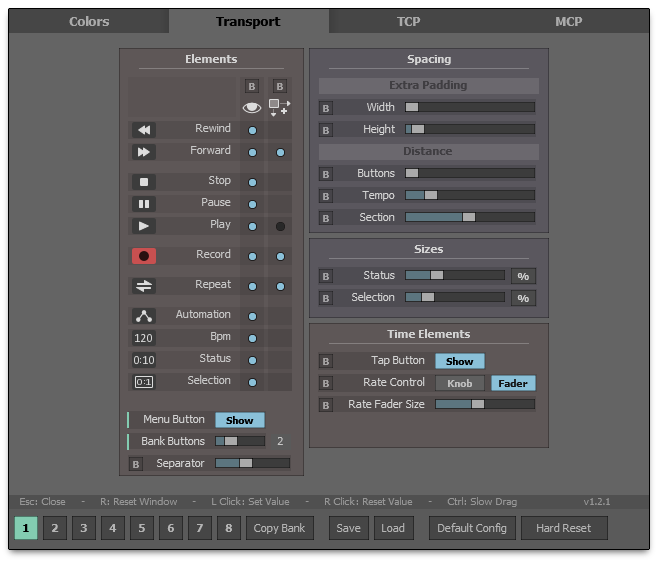 Colors Transport TCP MCP
Elements
B B
Rewind
Forward
Stop
Pause
Play
Record
Repeat
Automation
120 Bpm
0:10 Status
0:1 Selection
Menu Button Show
Bank Buttons 2
B Separator
Spacing
Extra Padding
B Width
B Height
Distance
B Buttons
B Tempo
B Section
Sizes
B Status %
B Selection %
Time Elements
B Tap Button Show
B Rate Control Knob Fader
B Rate Fader Size
Esc: Close - R: Reset Window - L Click: Set Value - R Click: Reset Value - Ctrl: Slow Drag v1.2.1
1 2 3 4 5 6 7 8 Copy Bank Save Load Default Config Hard Reset